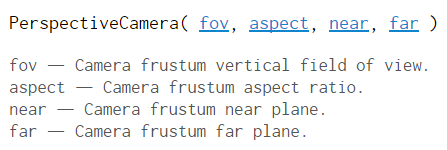 PerspectiveCamera( fov, aspect, near, far )
fov — Camera frustum vertical field of view.
aspect — Camera frustum aspect ratio.
near — Camera frustum near plane.
far — Camera frustum far plane.